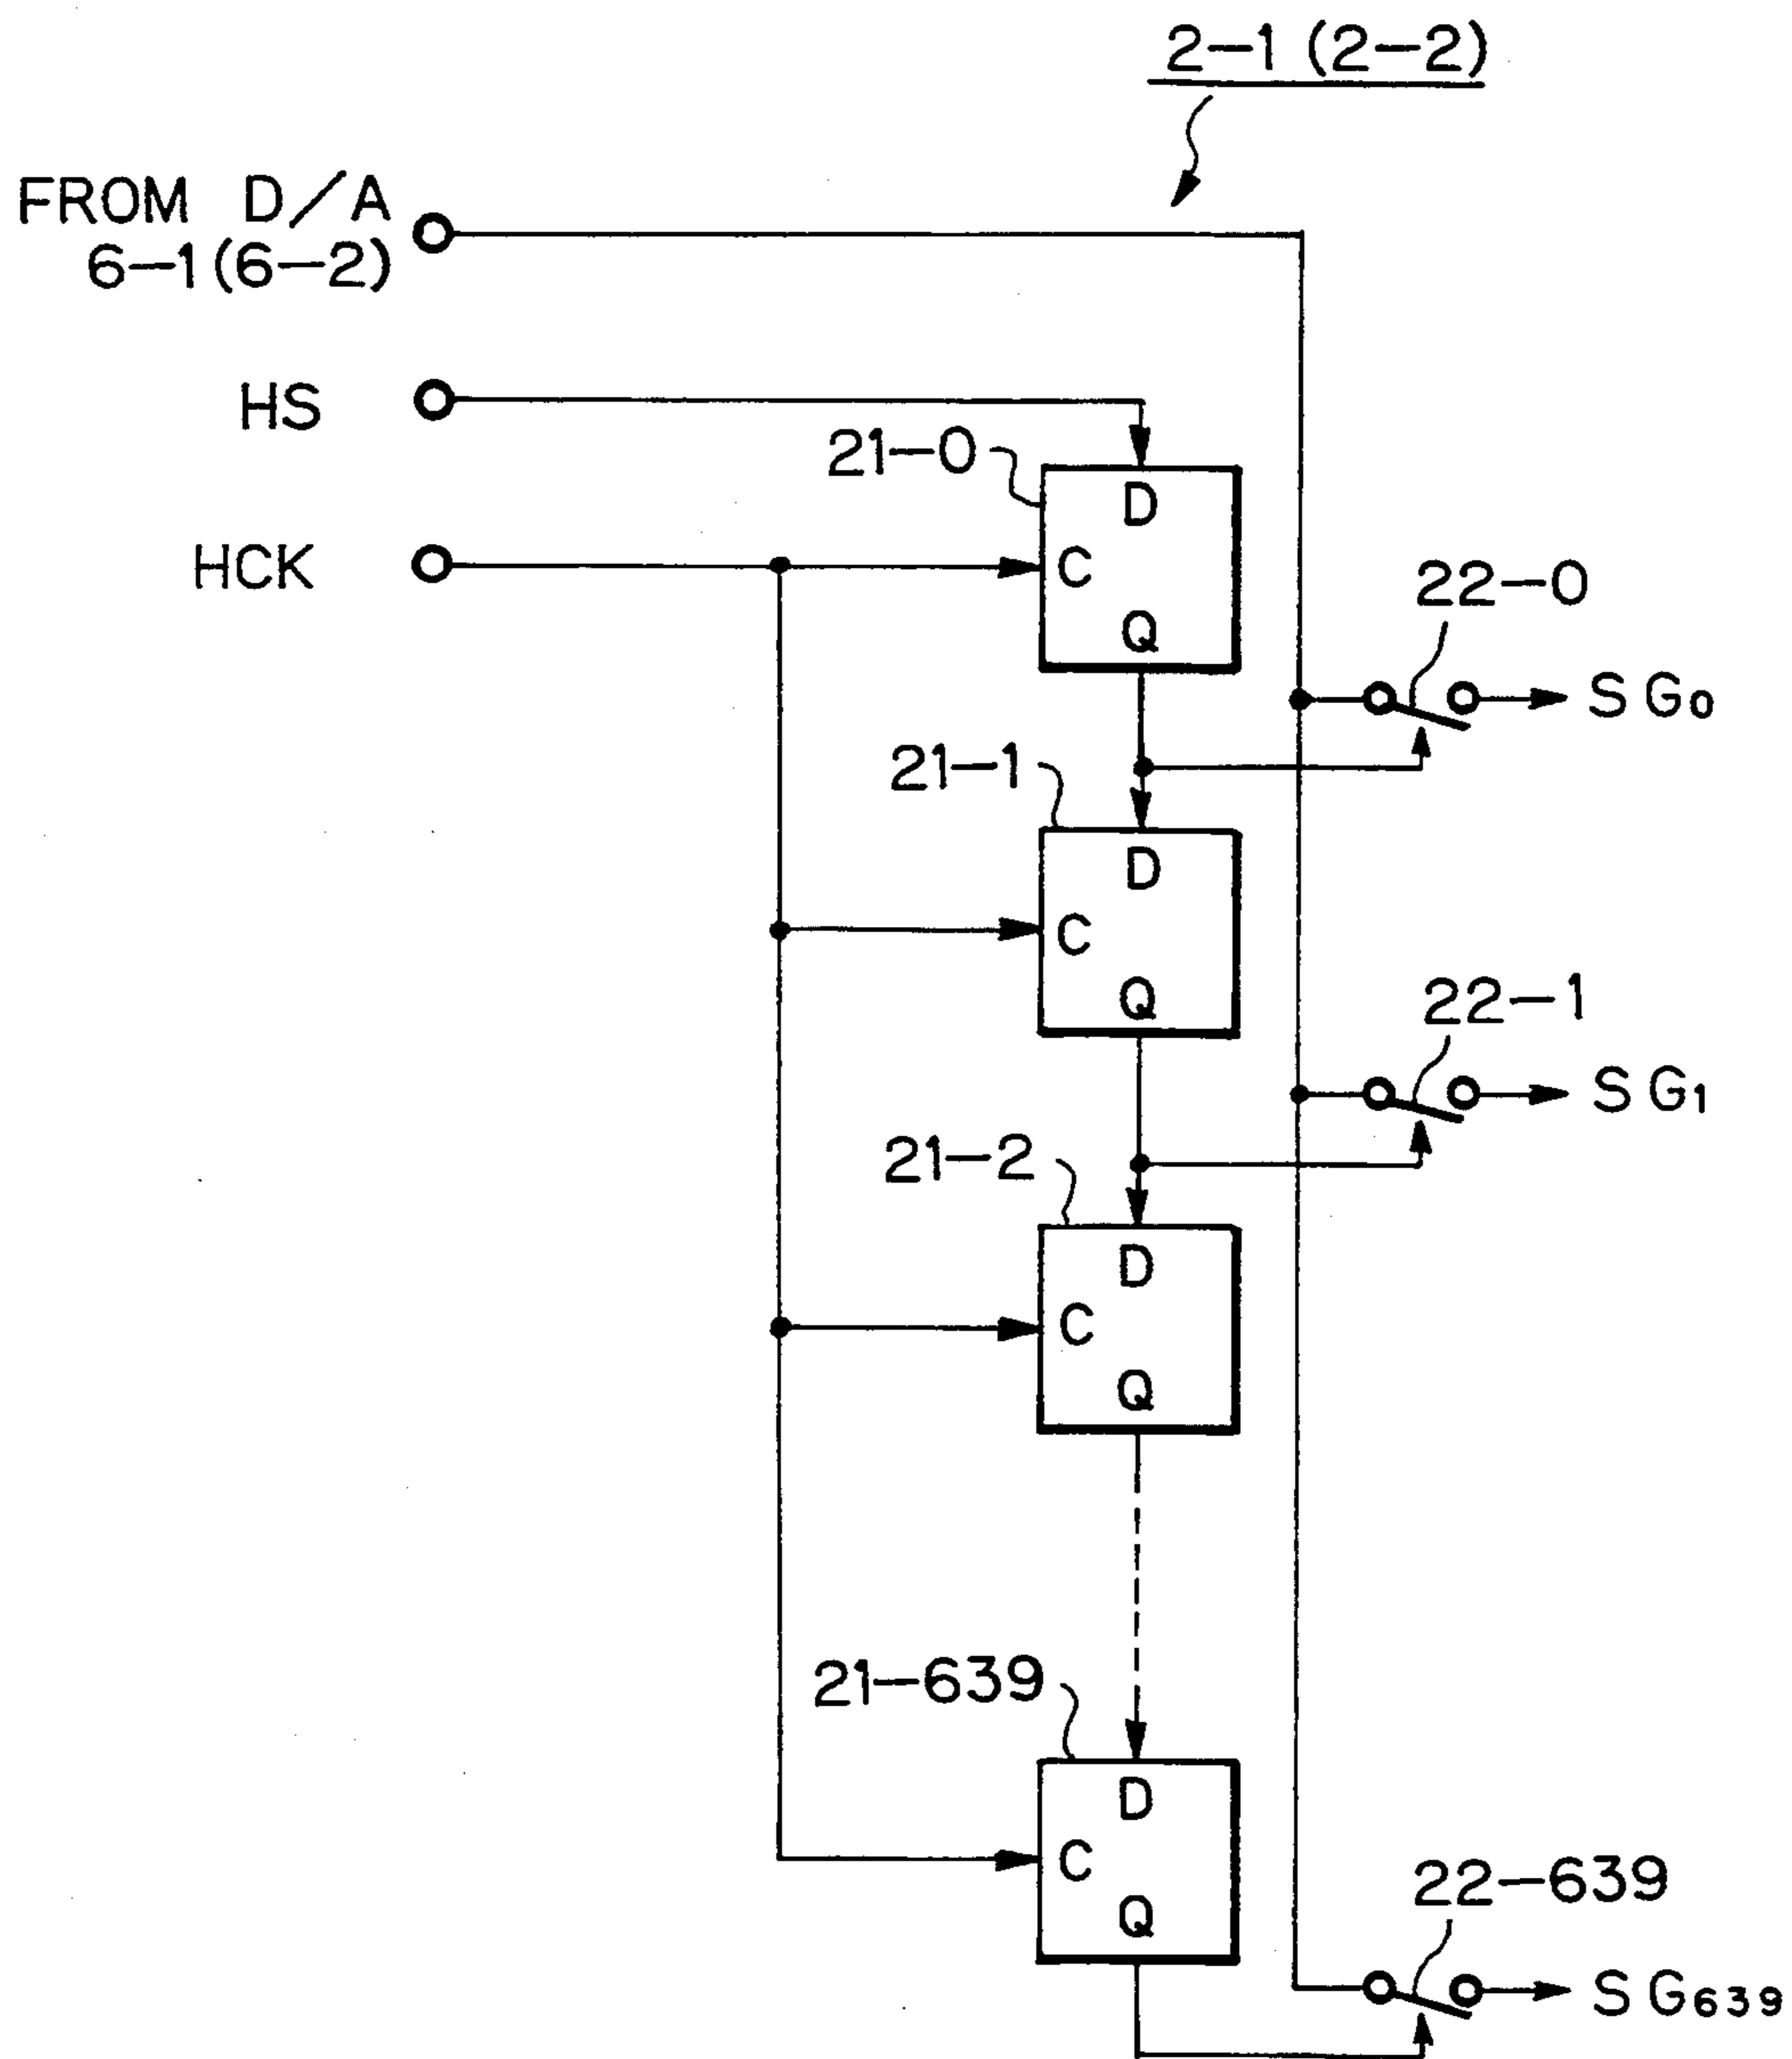 2-1 (2-2)
FROM D/A
6-1(6-2)
HS
21-0
D
HCK
C
22-0
Q
SG0
21-1
D
C
Q
22-1
SG1
21-2
D
C
Q
21-639
D
C
22-639
Q
SG639